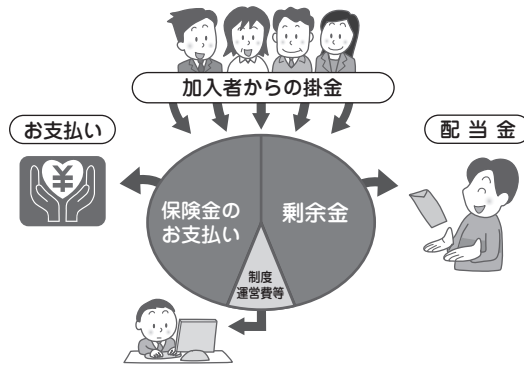 加入者からの掛金
お支払い
配当金
¥
保険金の
お支払い
剰余金
制度
運営費等